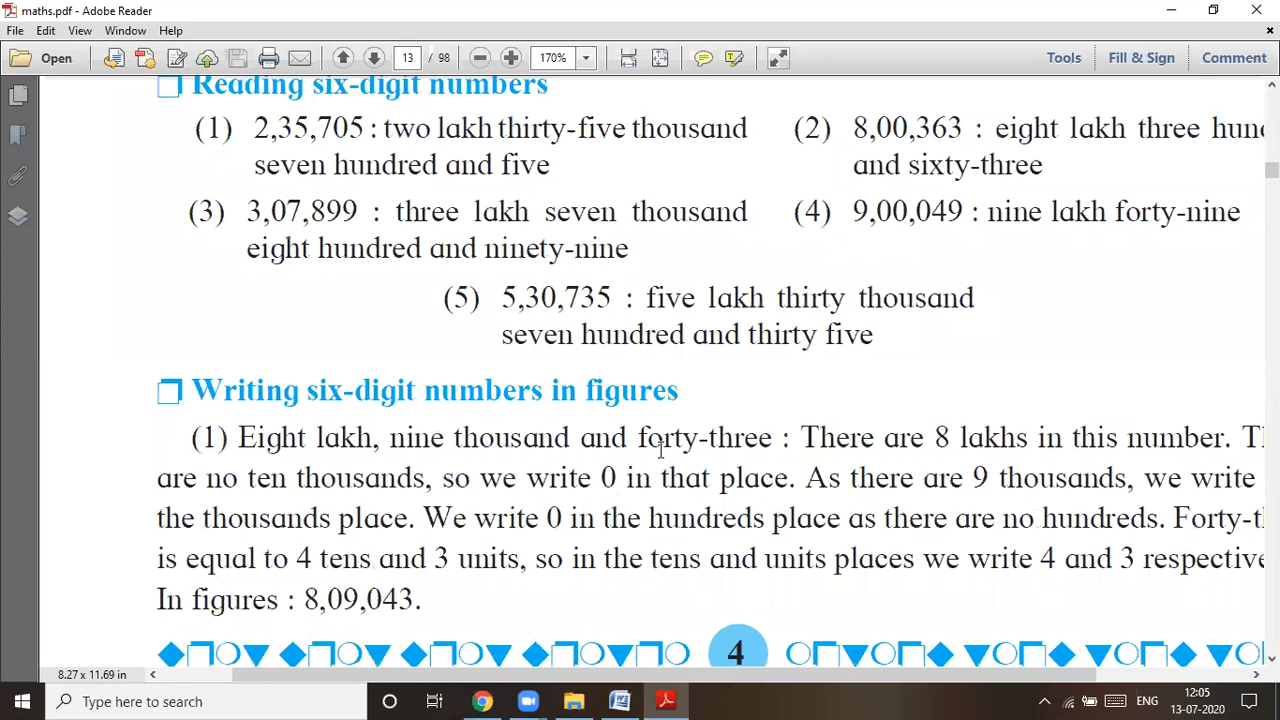 maths.pdf - Adobe Reader
File Edit View Window Help
Open 13 / 98 170% Tools Fill & Sign Comment
Reading six-digit numbers
(1) 2,35,705 : two lakh thirty-five thousand
seven hundred and five
(2) 8,00,363 : eight lakh three hun
and sixty-three
(3) 3,07,899 : three lakh seven thousand
eight hundred and ninety-nine
(4) 9,00,049 : nine lakh forty-nine
(5) 5,30,735 : five lakh thirty thousand
seven hundred and thirty five
Writing six-digit numbers in figures
(1) Eight lakh, nine thousand and forty-three : There are 8 lakhs in this number. T
are no ten thousands, so we write 0 in that place. As there are 9 thousands, we write
the thousands place. We write 0 in the hundreds place as there are no hundreds. Forty-t
is equal to 4 tens and 3 units, so in the tens and units places we write 4 and 3 respective
In figures : 8,09,043.
4
8.27 x 11.69 in
Type here to search
ENG
12:05
13-07-2020